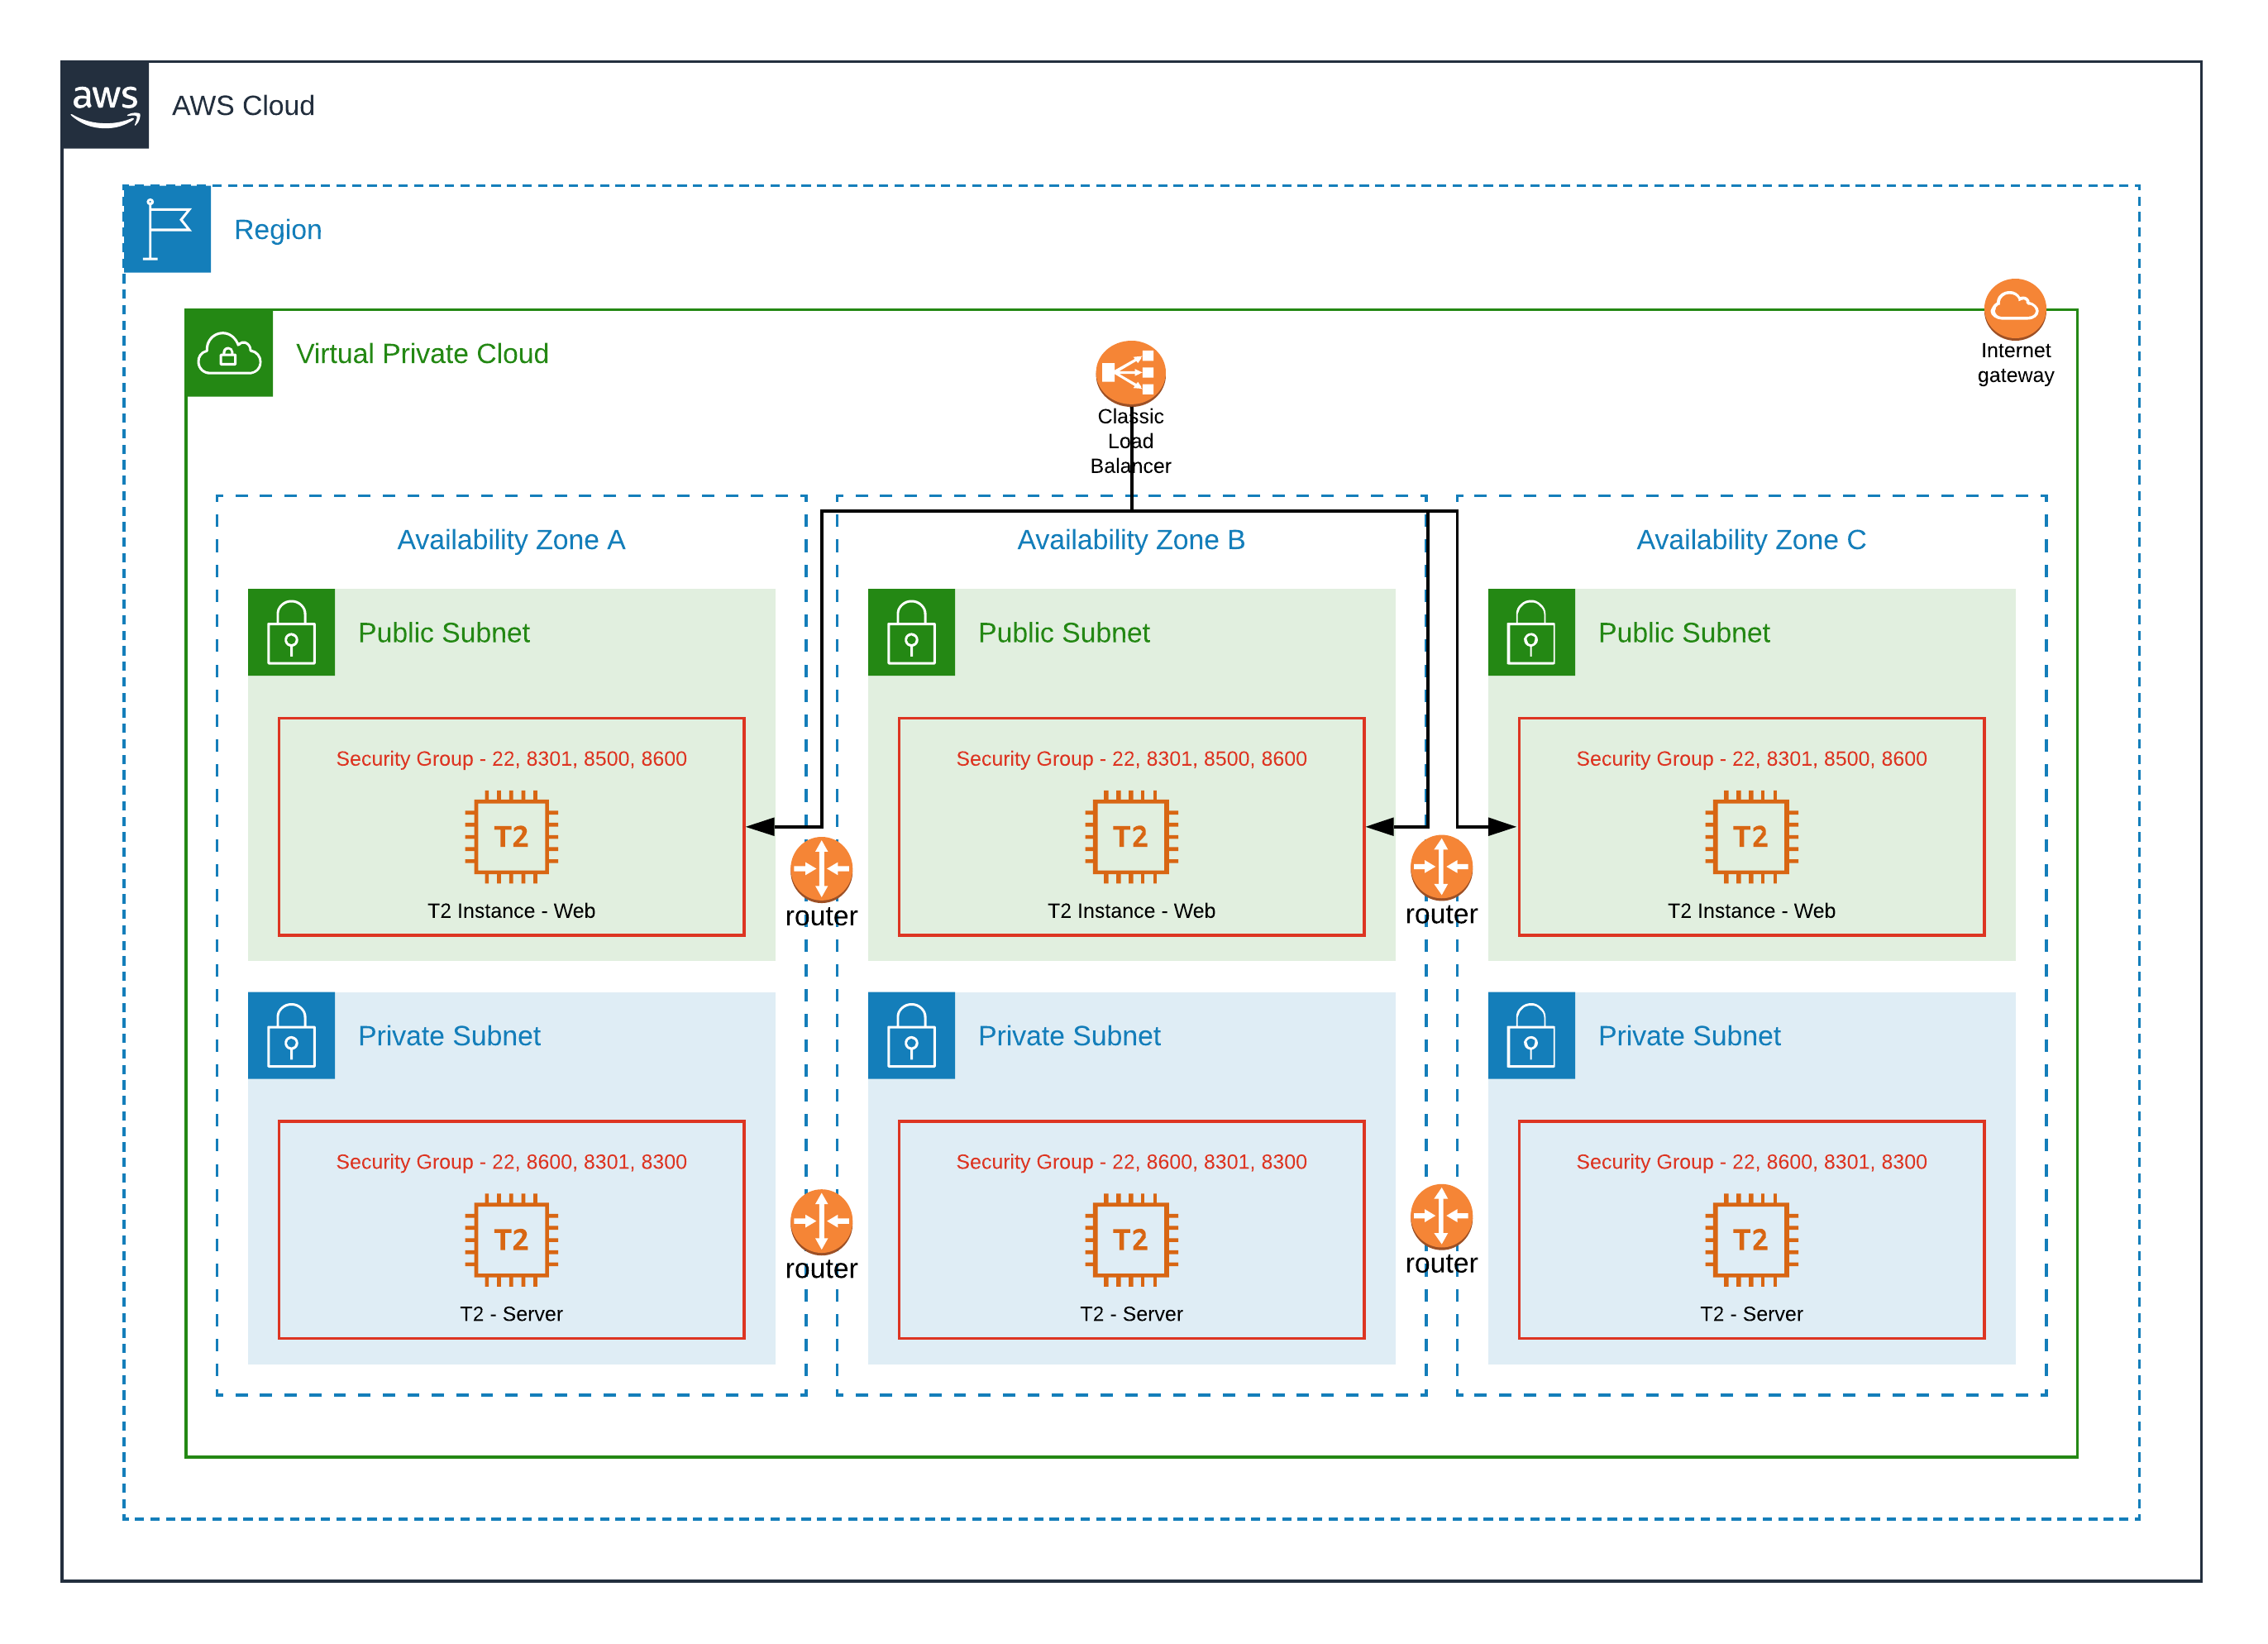 aws
AWS Cloud
Region
Internet
gateway
Virtual Private Cloud
Classic
Load
Balancer
Availability Zone A
Availability Zone B
Availability Zone C
Public Subnet
Public Subnet
Public Subnet
Security Group - 22, 8301, 8500, 8600
Security Group - 22, 8301, 8500, 8600
Security Group - 22, 8301, 8500, 8600
T2
T2
T2
T2 Instance - Web
router
T2 Instance - Web
router
T2 Instance - Web
Private Subnet
Private Subnet
Private Subnet
Security Group - 22, 8600, 8301, 8300
Security Group - 22, 8600, 8301, 8300
Security Group - 22, 8600, 8301, 8300
T2
T2
T2
router
router
T2 - Server
T2 - Server
T2 - Server